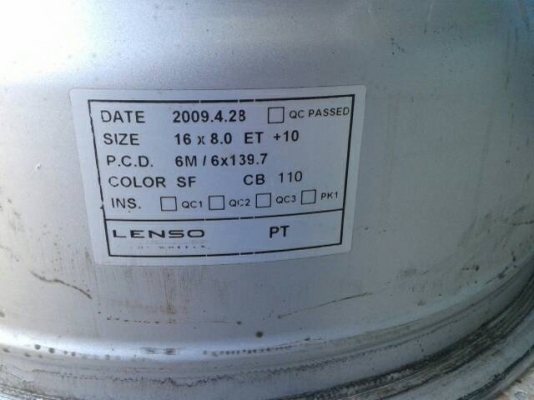 DATE 2009.4.28 QC PASSED
SIZE 16 x 8.0 ET +10
P.C.D. 6M / 6x139.7
COLOR SF CB 110
INS. QC1 QC2 QC3 PK1
LENSO PT
WHEELS